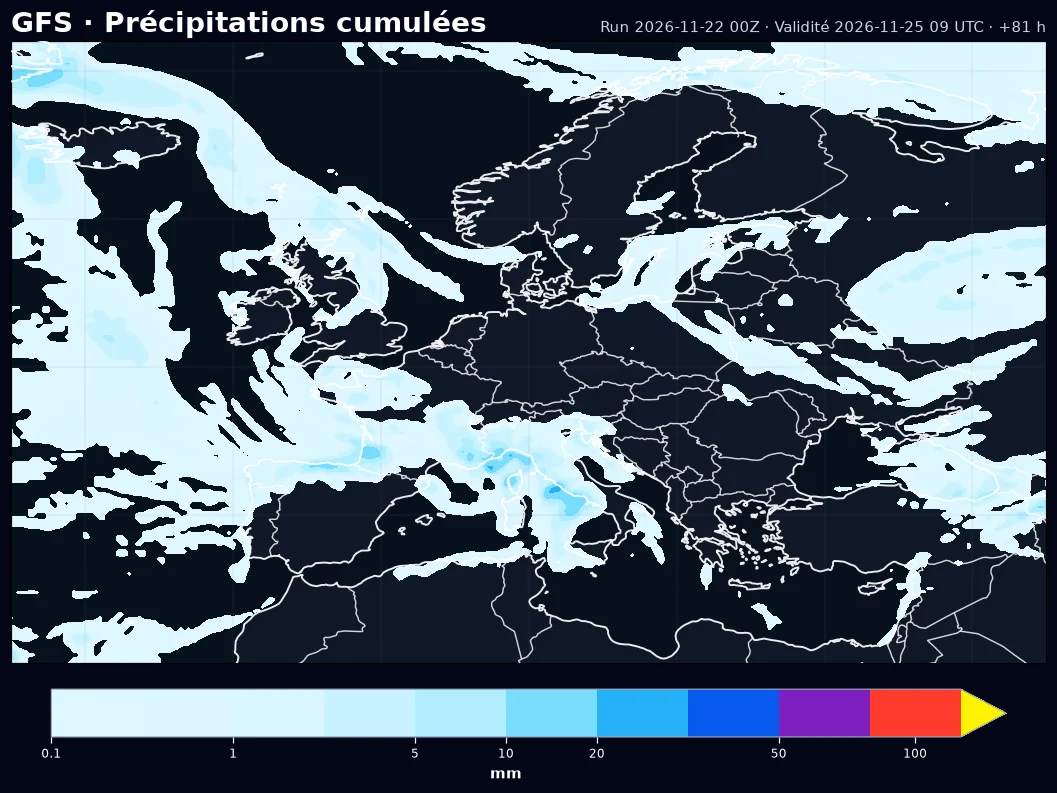 GFS · Précipitations cumulées
Run 2026-11-22 00Z · Validité 2026-11-25 09 UTC · +81 h
0.1 1 5 10 20 50 100
mm